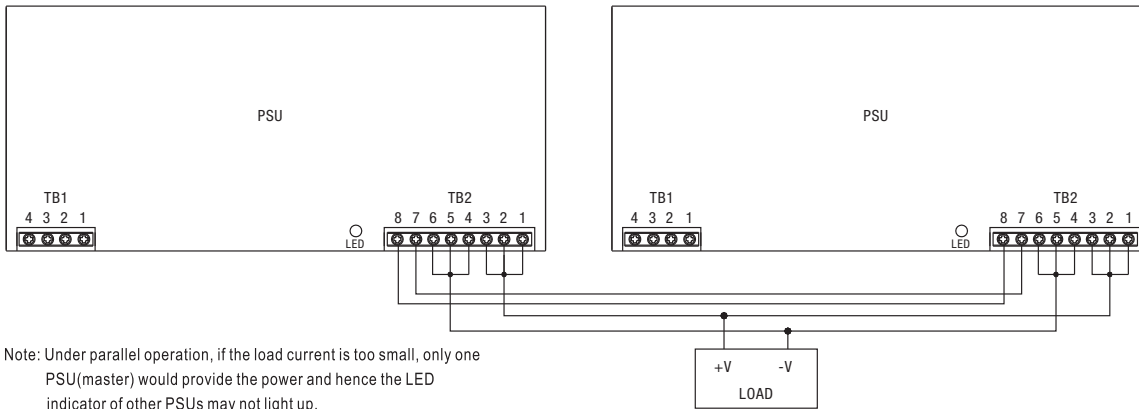 PSU
PSU
TB1
TB2
TB1
TB2
4 3 2 1
8 7 6 5 4 3 2 1
4 3 2 1
8 7 6 5 4 3 2 1
LED
LED
Note: Under parallel operation, if the load current is too small, only one
PSU(master) would provide the power and hence the LED
indicator of other PSUs may not light up.
+V -V
LOAD